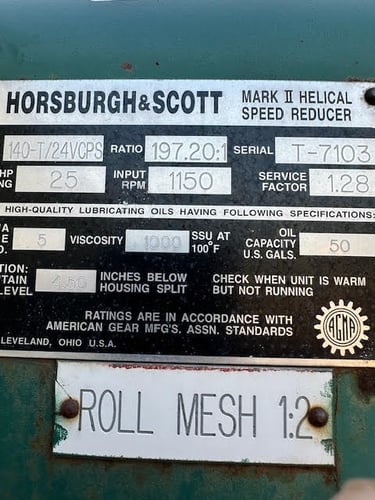 HORSBURGH & SCOTT MARK II HELICAL SPEED REDUCER
140-T/24VCPS RATIO 197.20:1 SERIAL T-7103
HP NG 25 INPUT RPM 1150 SERVICE FACTOR 1.28
HIGH-QUALITY LUBRICATING OILS HAVING FOLLOWING SPECIFICATIONS:
5 VISCOSITY 1000 SSU AT 100°F OIL CAPACITY U.S. GALS. 50
TION: TAIN LEVEL 4.50 INCHES BELOW HOUSING SPLIT CHECK WHEN UNIT IS WARM BUT NOT RUNNING
RATINGS ARE IN ACCORDANCE WITH
AMERICAN GEAR MFG'S. ASSN. STANDARDS
LEVELAND, OHIO U.S.A.
AGMA
ROLL MESH 1:2